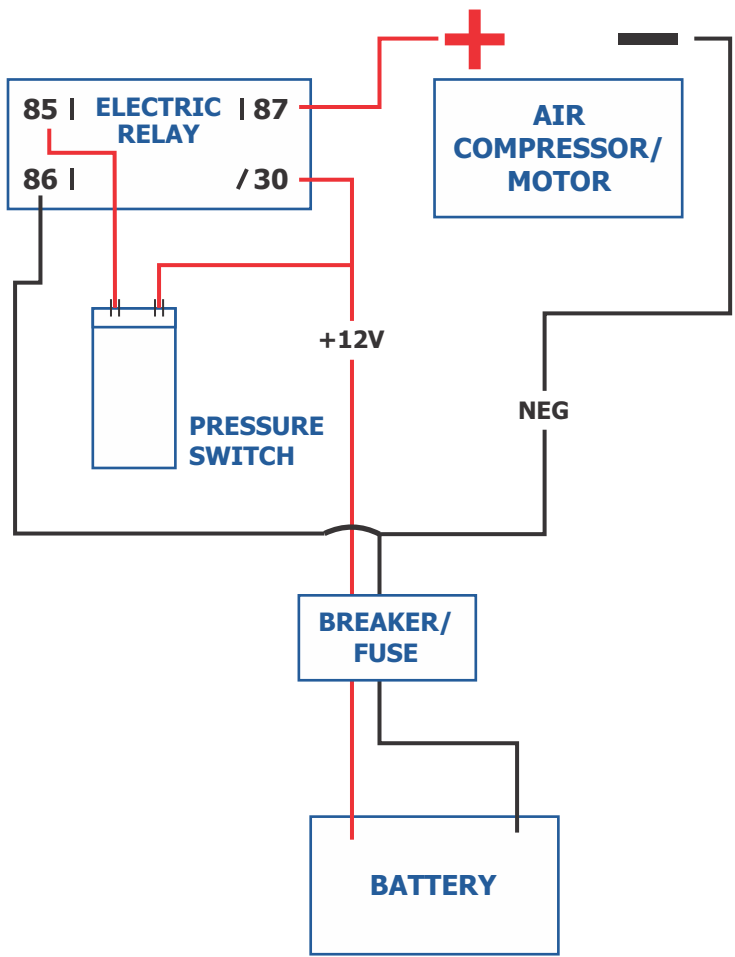 85 ELECTRIC 87
RELAY
86 30
AIR
COMPRESSOR/
MOTOR
+12V
NEG
PRESSURE
SWITCH
BREAKER/
FUSE
BATTERY